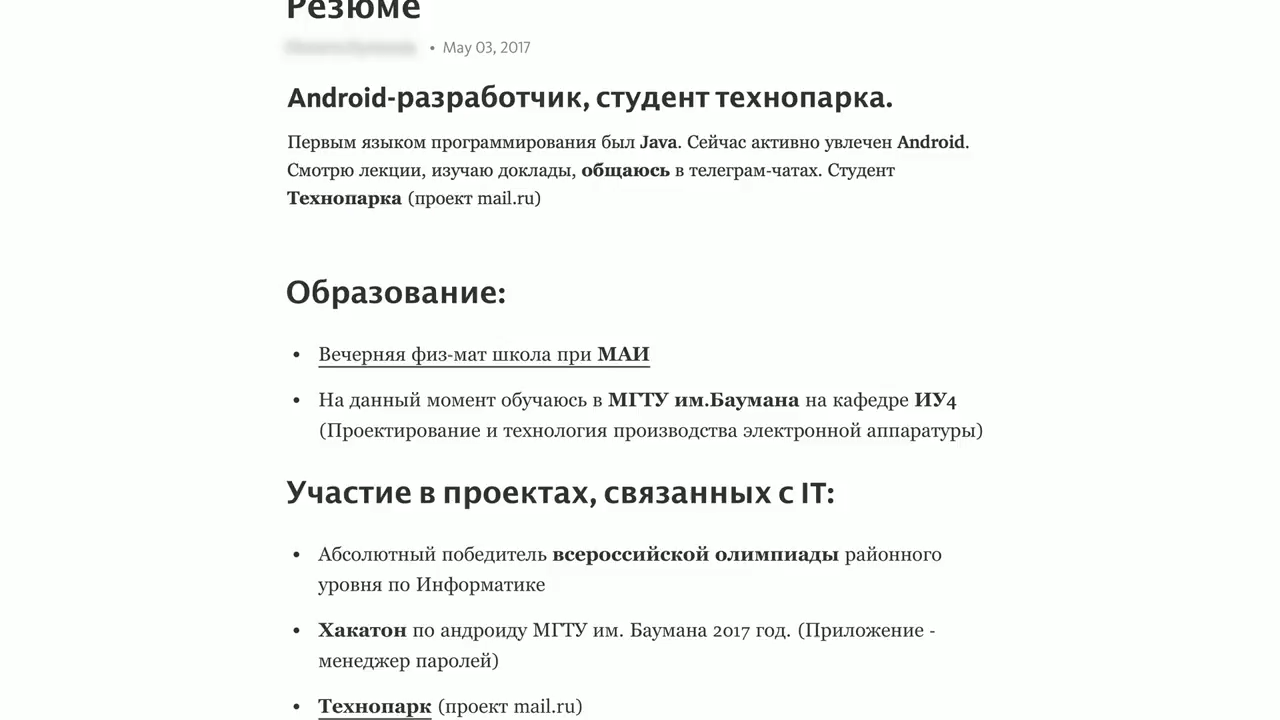 Резюме
• May 03, 2017
Android-разработчик, студент технопарка.
Первым языком программирования был Java. Сейчас активно увлечен Android.
Смотрю лекции, изучаю доклады, общаюсь в телеграм-чатах. Студент
Технопарка (проект mail.ru)
Образование:
• Вечерняя физ-мат школа при МАИ
• На данный момент обучаюсь в МГТУ им.Баумана на кафедре ИУ4
(Проектирование и технология производства электронной аппаратуры)
Участие в проектах, связанных с IT:
• Абсолютный победитель всероссийской олимпиады районного
уровня по Информатике
• Хакатон по андроиду МГТУ им. Баумана 2017 год. (Приложение -
менеджер паролей)
• Технопарк (проект mail.ru)